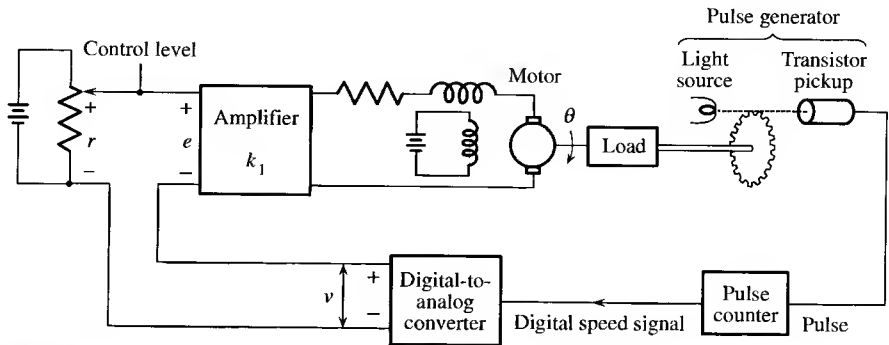 Pulse generator
Control level
Light
source
Transistor
pickup
Motor
+
r
−
+
e
−
Amplifier
k1
θ
Load
+
v
−
Digital-to-
analog
converter
Digital speed signal
Pulse
counter
Pulse